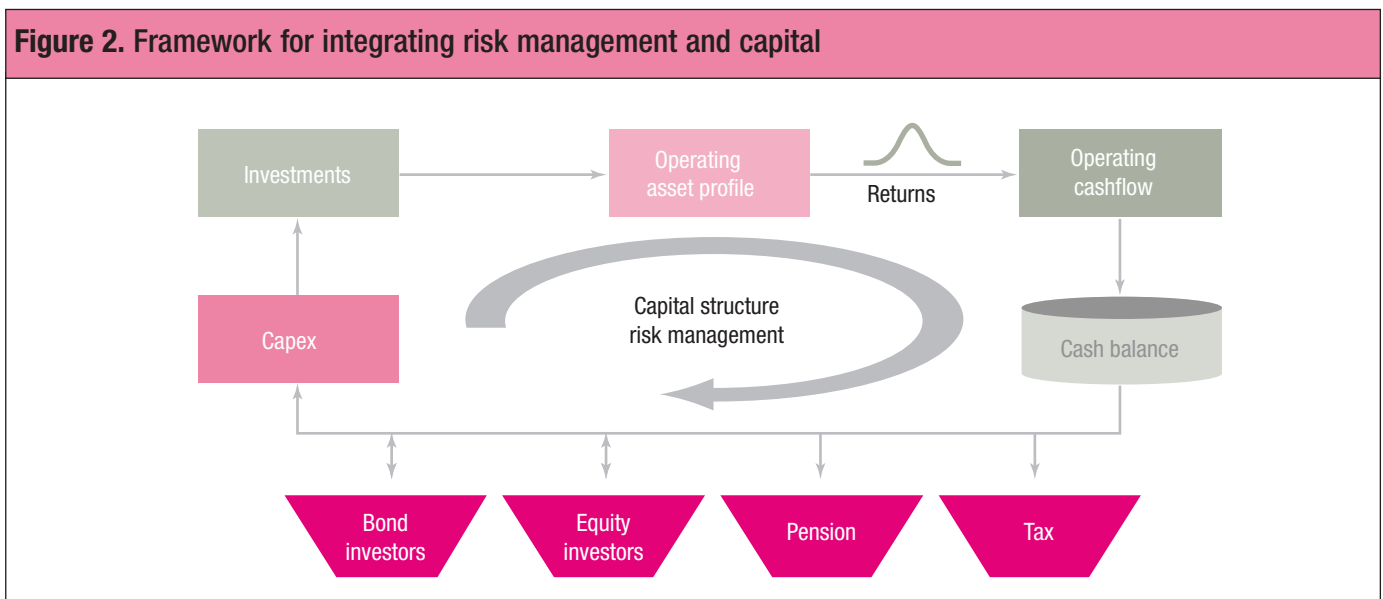 Figure 2. Framework for integrating risk management and capital
Investments
Operating
asset profile
Returns
Operating
cashflow
Capex
Capital structure
risk management
Cash balance
Bond
investors
Equity
investors
Pension
Tax